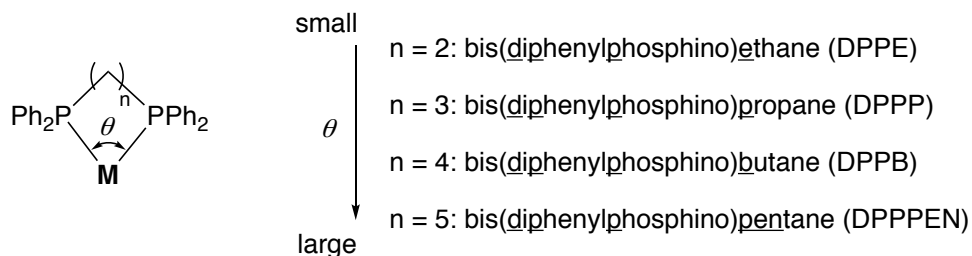 small
n = 2: bis(diphenylphosphino)ethane (DPPE)
n = 3: bis(diphenylphosphino)propane (DPPP)
n
Ph2P
θ
PPh2
M
θ
n = 4: bis(diphenylphosphino)butane (DPPB)
n = 5: bis(diphenylphosphino)pentane (DPPPEN)
large